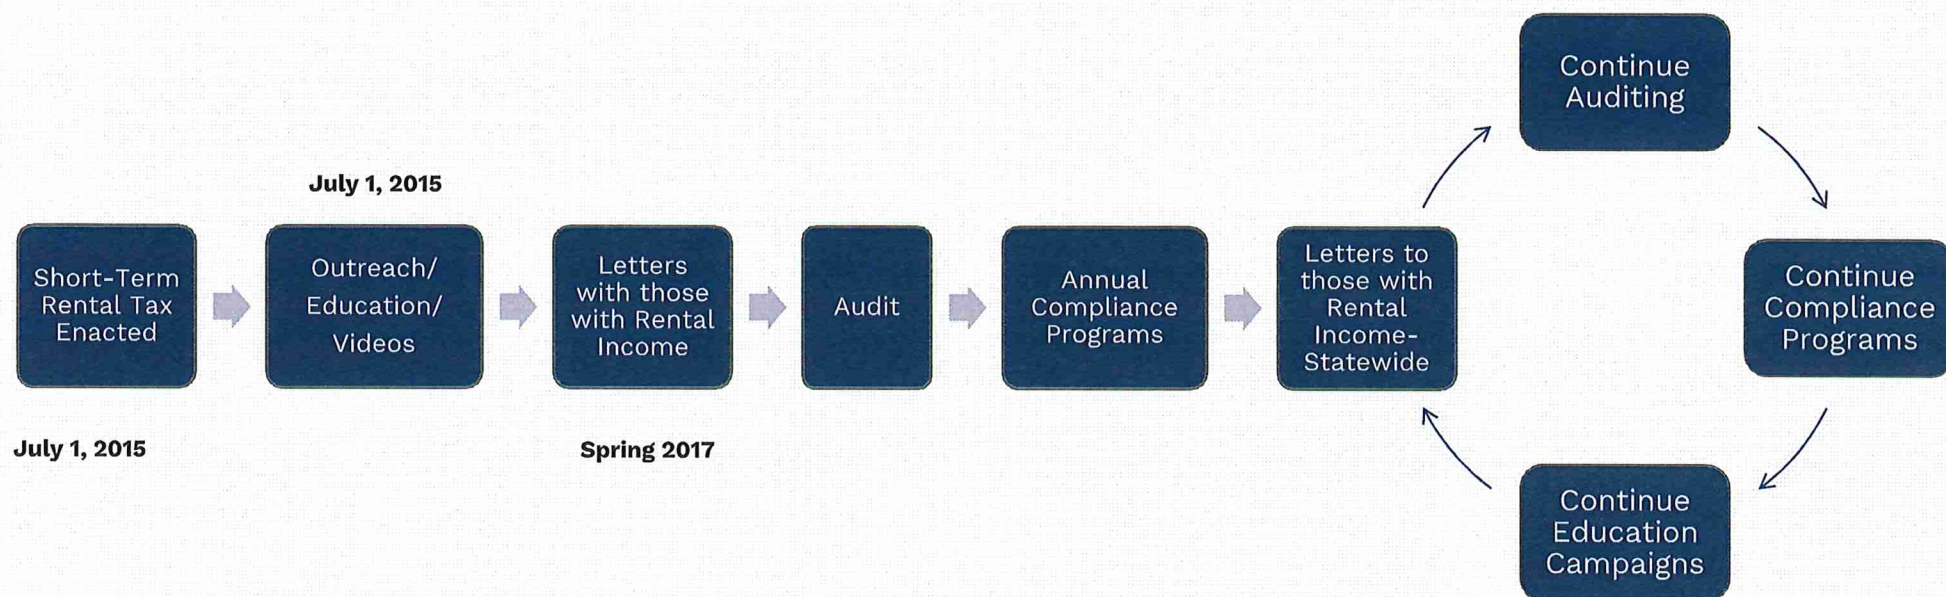 July 1, 2015
Short-Term
Rental Tax
Enacted
Outreach/
Education/
Videos
Letters
with those
with Rental
Income
Audit
Annual
Compliance
Programs
Letters to
those with
Rental
Income-
Statewide
Continue
Auditing
Continue
Compliance
Programs
Continue
Education
Campaigns
July 1, 2015
Spring 2017